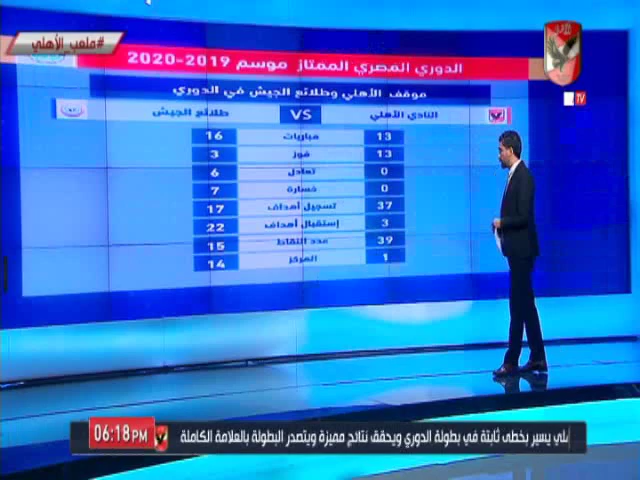 #ملعب_الأهلي
الدوري المصري الممتاز موسم 2019-2020
موقف الأهلي وطلائع الجيش في الدوري
النادي الأهلي VS طلائع الجيش
13 مباريات 16
13 فوز 3
0 تعادل 6
0 خسارة 7
37 تسجيل أهداف 17
3 إستقبال أهداف 22
39 عدد النقاط 15
1 المركز 14
TV
يسير بخطى ثابتة في بطولة الدوري ويحقق نتائج مميزة ويتصدر البطولة بالعلامة الكاملة
06:18 PM